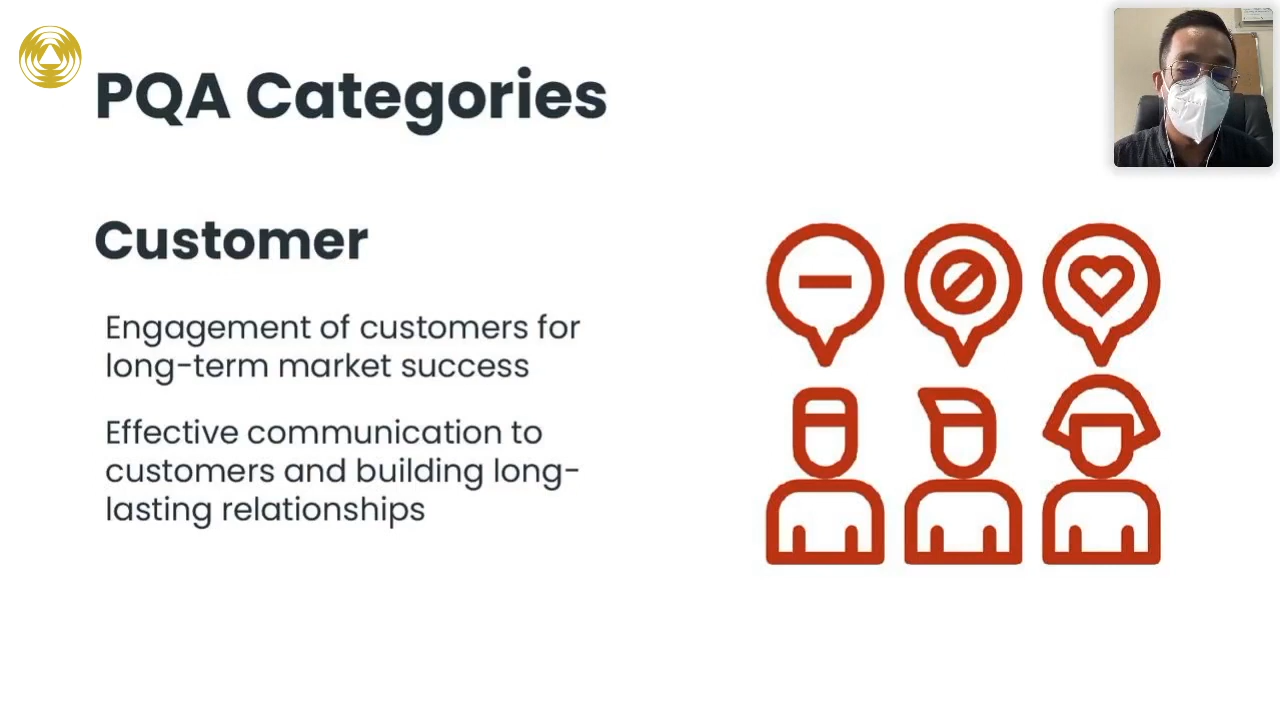 PQA Categories
Customer
Engagement of customers for
long-term market success
Effective communication to
customers and building long-
lasting relationships